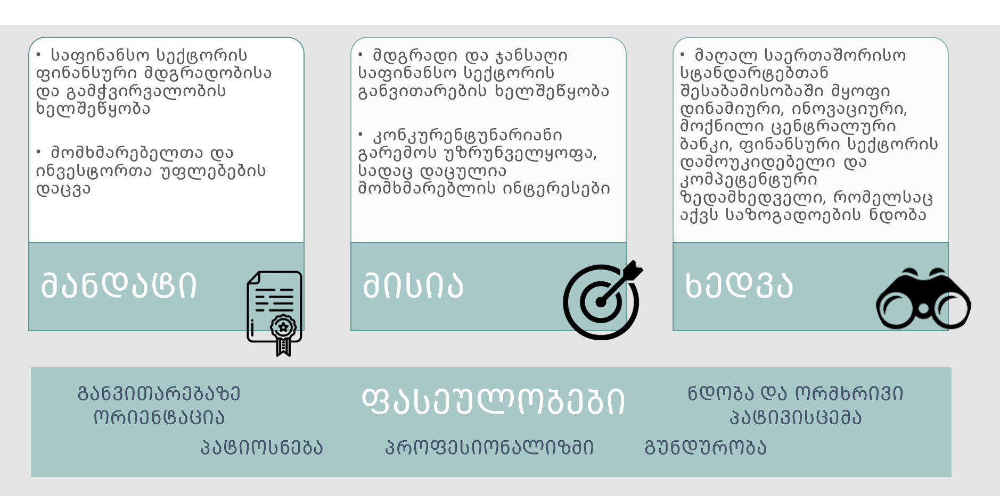 • საფინანსო სექტორის
ფინანსური მდგრადობისა
და გამჭვირვალობის
ხელშეწყობა
• მომხმარებელთა და
ინვესტორთა უფლებების
დაცვა
მანდატი
• მდგრადი და ჯანსაღი
საფინანსო სექტორის
განვითარების ხელშეწყობა
• კონკურენტუნარიანი
გარემოს უზრუნველყოფა,
სადაც დაცულია
მომხმარებლის ინტერესები
მისია
• მაღალ საერთაშორისო
სტანდარტებთან
შესაბამისობაში მყოფი
დინამიური, ინოვაციური,
მოქნილი ცენტრალური
ბანკი, ფინანსური სექტორის
დამოუკიდებელი და
კომპეტენტური
ზედამხედველი, რომელსაც
აქვს საზოგადოების ნდობა
ხედვა
ფასეულობები
განვითარებაზე
ორიენტაცია
ნდობა და ორმხრივი
პატივისცემა
პატიოსნება
პროფესიონალიზმი
გუნდურობა